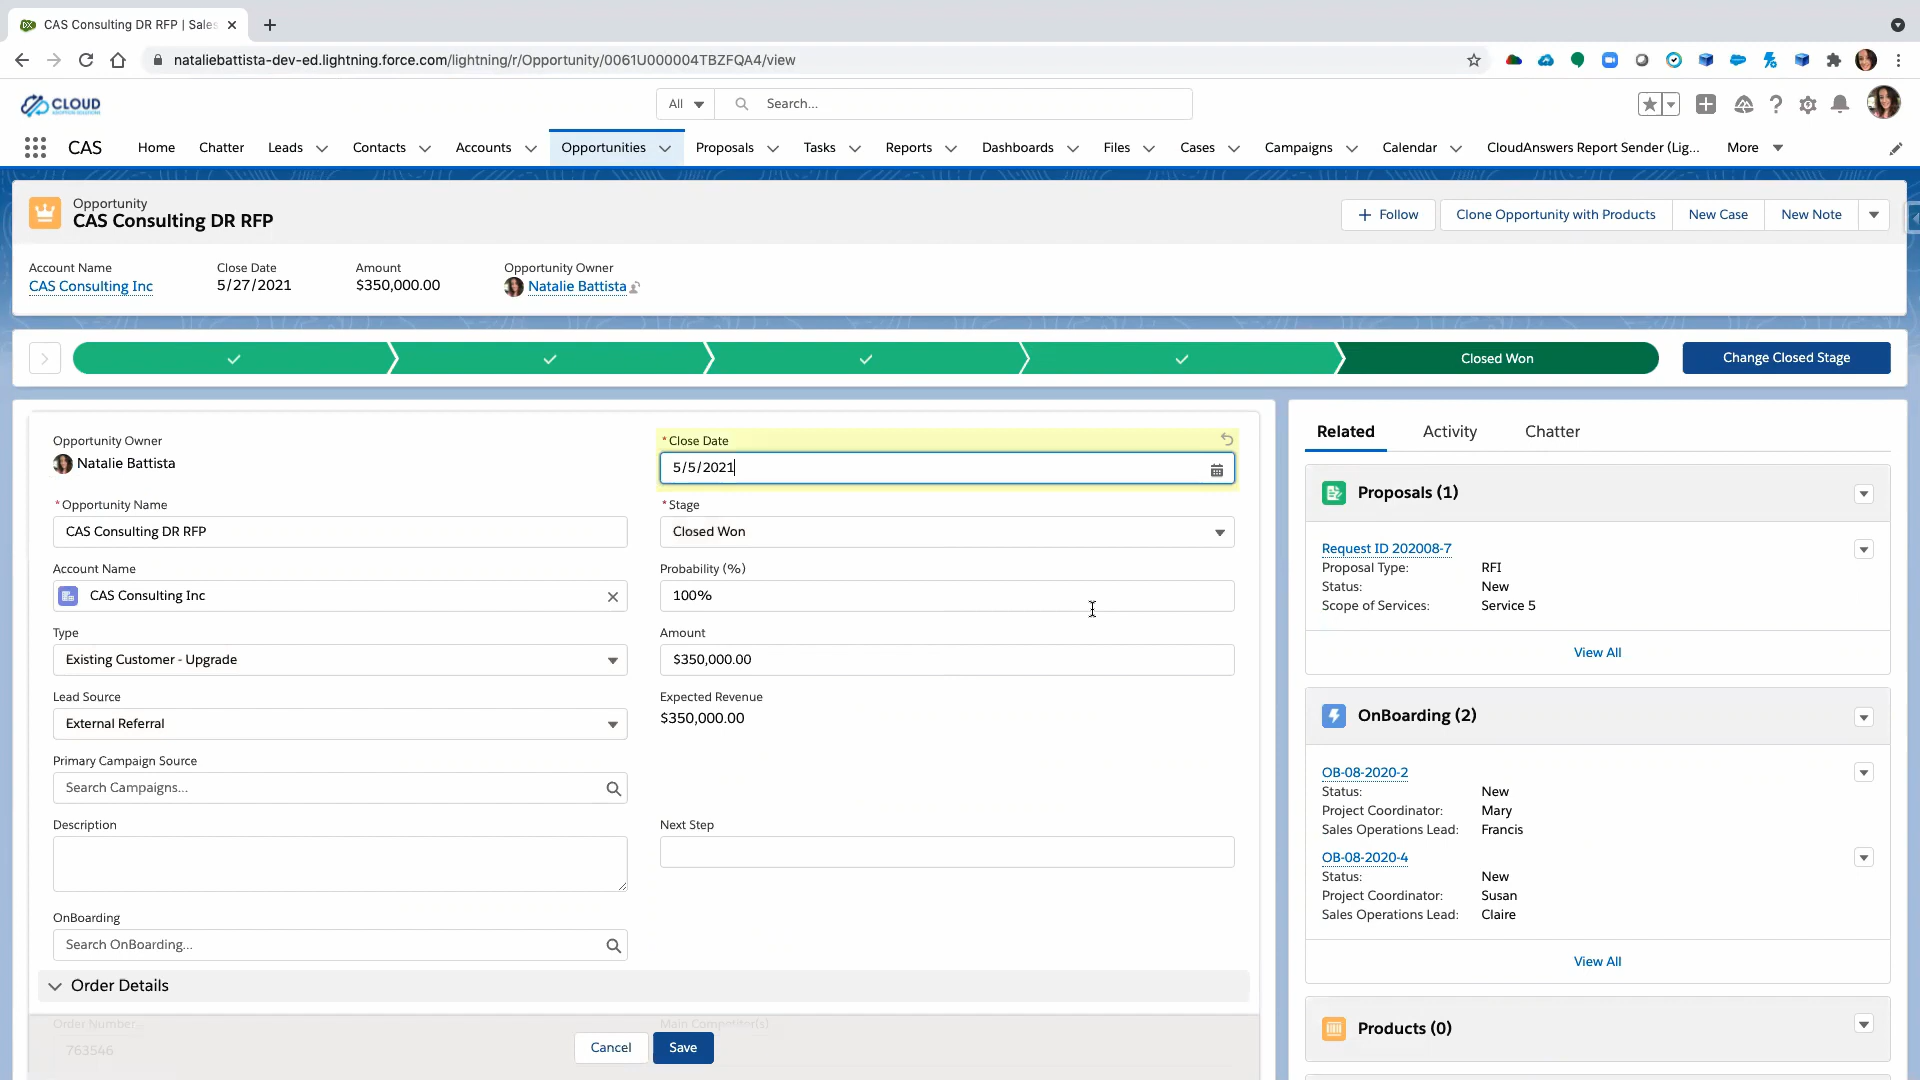 CAS Consulting DR RFP | Sales
nataliebattista-dev-ed.lightning.force.com/lightning/r/Opportunity/0061U000004TBZFQA4/view
CLOUD
ADOPTION SOLUTIONS
All
Search...
CAS
Home
Chatter
Leads
Contacts
Accounts
Opportunities
Proposals
Tasks
Reports
Dashboards
Files
Cases
Campaigns
Calendar
CloudAnswers Report Sender (Lig...
More
Opportunity
CAS Consulting DR RFP
+ Follow
Clone Opportunity with Products
New Case
New Note
Account Name
CAS Consulting Inc
Close Date
5/27/2021
Amount
$350,000.00
Opportunity Owner
Natalie Battista
Closed Won
Change Closed Stage
Opportunity Owner
Natalie Battista
*Close Date
5/5/2021
*Opportunity Name
CAS Consulting DR RFP
*Stage
Closed Won
Account Name
CAS Consulting Inc
Probability (%)
100%
Type
Existing Customer - Upgrade
Amount
$350,000.00
Lead Source
External Referral
Expected Revenue
$350,000.00
Primary Campaign Source
Search Campaigns...
Description
Next Step
OnBoarding
Search OnBoarding...
Order Details
Order Number
763546
Main Competitor(s)
Cancel
Save
Related
Activity
Chatter
Proposals (1)
Request ID 202008-7
Proposal Type: RFI
Status: New
Scope of Services: Service 5
View All
OnBoarding (2)
OB-08-2020-2
Status: New
Project Coordinator: Mary
Sales Operations Lead: Francis
OB-08-2020-4
Status: New
Project Coordinator: Susan
Sales Operations Lead: Claire
View All
Products (0)